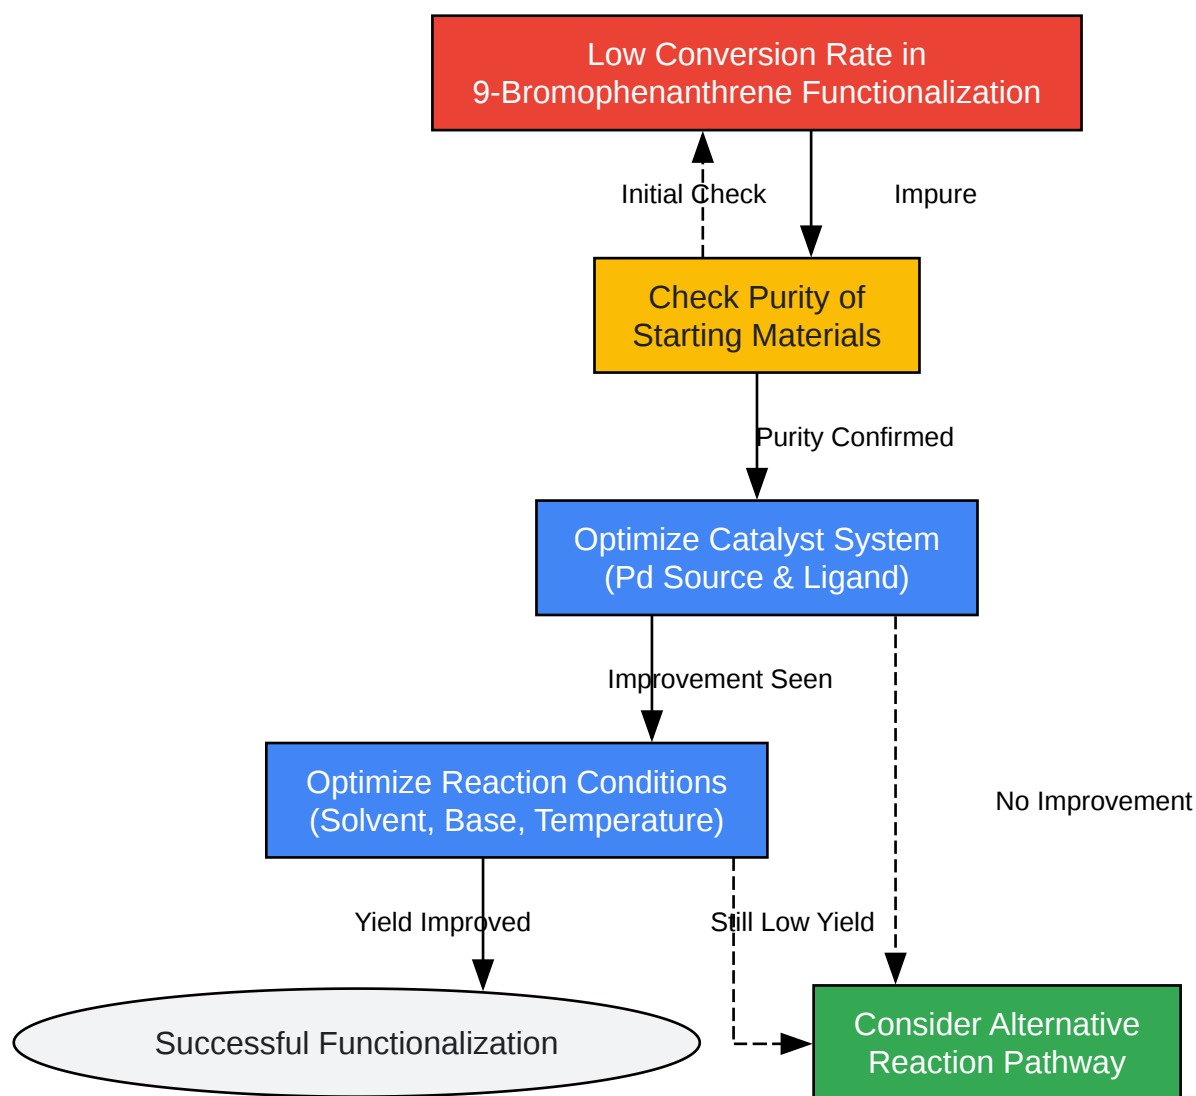 Low Conversion Rate in
9-Bromophenanthrene Functionalization
Initial Check
Impure
Check Purity of
Starting Materials
Purity Confirmed
Optimize Catalyst System
(Pd Source & Ligand)
Improvement Seen
Optimize Reaction Conditions
(Solvent, Base, Temperature)
No Improvement
Yield Improved
Still Low Yield
Successful Functionalization
Consider Alternative
Reaction Pathway